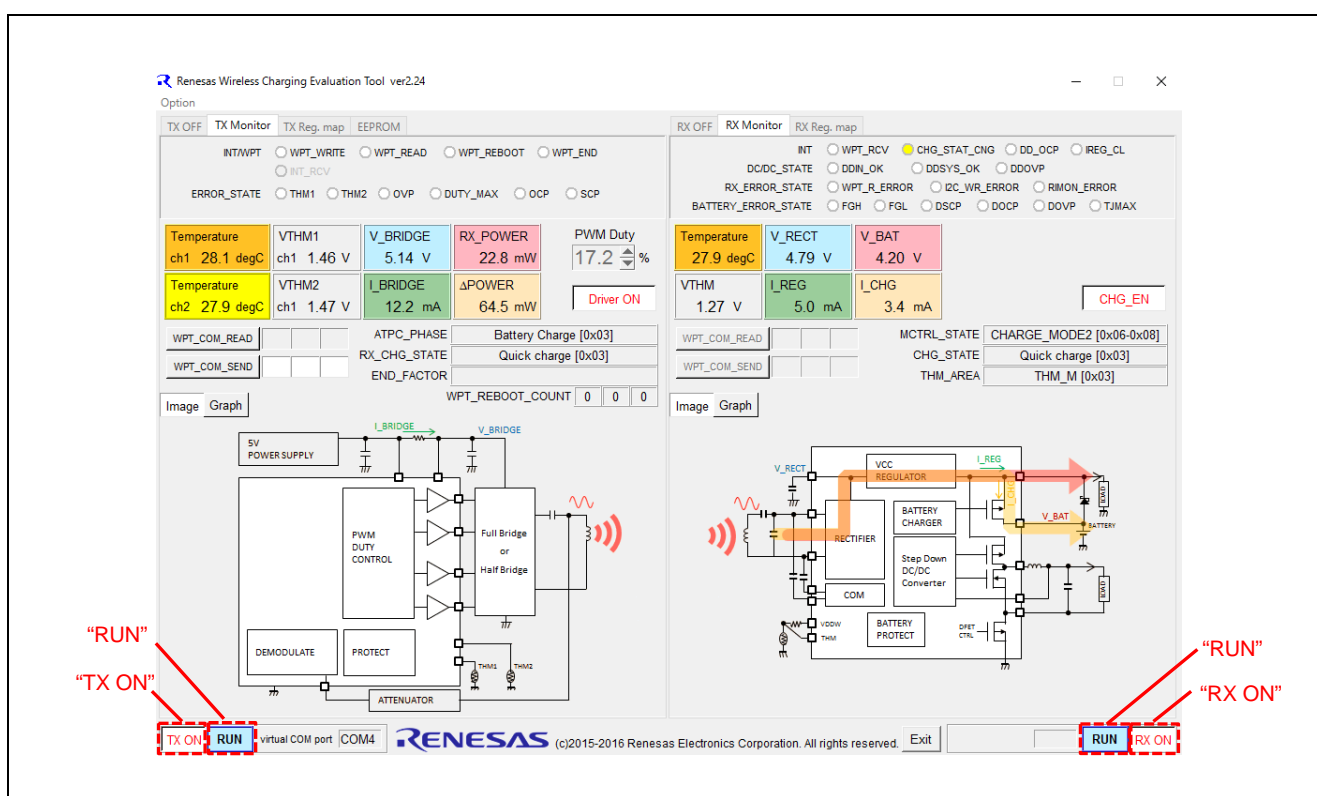 Renesas Wireless Charging Evaluation Tool ver2.24
Option
TX OFF TX Monitor TX Reg. map EEPROM
INT/WPT WPT_WRITE WPT_READ WPT_REBOOT WPT_END
INT_RCV
ERROR_STATE THM1 THM2 OVP DUTY_MAX OCP SCP
Temperature VTHM1 V_BRIDGE RX_POWER PWM Duty
ch1 28.1 degC ch1 1.46 V 5.14 V 22.8 mW 17.2 %
Temperature VTHM2 I_BRIDGE ΔPOWER
ch2 27.9 degC ch1 1.47 V 12.2 mA 64.5 mW Driver ON
WPT_COM_READ ATPC_PHASE Battery Charge [0x03]
RX_CHG_STATE Quick charge [0x03]
WPT_COM_SEND END_FACTOR
WPT_REBOOT_COUNT 0 0 0
Image Graph
I_BRIDGE V_BRIDGE
5V
POWER SUPPLY
PWM
DUTY
CONTROL
Full Bridge
or
Half Bridge
DEMODULATE PROTECT
THM1 THM2
ATTENUATOR
RX OFF RX Monitor RX Reg. map
INT WPT_RCV CHG_STAT_CNG DD_OCP IREG_CL
DC/DC_STATE DDIN_OK DDSYS_OK DDOVP
RX_ERROR_STATE WPT_R_ERROR I2C_WR_ERROR RIMON_ERROR
BATTERY_ERROR_STATE FGH FGL DSCP DOCP DOVP TJMAX
Temperature V_RECT V_BAT
27.9 degC 4.79 V 4.20 V
VTHM I_REG I_CHG
1.27 V 5.0 mA 3.4 mA CHG_EN
WPT_COM_READ MCTRL_STATE CHARGE_MODE2 [0x06-0x08]
CHG_STATE Quick charge [0x03]
WPT_COM_SEND THM_AREA THM_M [0x03]
Image Graph
V_RECT
VCC
REGULATOR
I_REG
LOAD
I_CHG
BATTERY
CHARGER
V_BAT
BATTERY
RECTIFIER
Step Down
DC/DC
Converter
LOAD
COM
VDDW
THM
BATTERY
PROTECT
DFET
CTRL
"RUN"
"TX ON"
"RUN"
"RX ON"
TX ON RUN virtual COM port COM4 RENESAS (c)2015-2016 Renesas Electronics Corporation. All rights reserved. Exit RUN RX ON